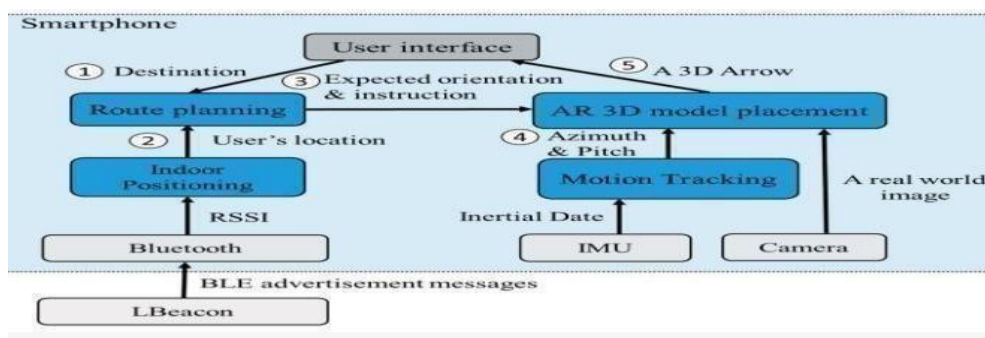 Smartphone
User interface
1 Destination
3 Expected orientation
& instruction
5 A 3D Arrow
Route planning
AR 3D model placement
2 User's location
4 Azimuth
& Pitch
Indoor
Positioning
Motion Tracking
A real world
image
RSSI
Inertial Date
Bluetooth
IMU
Camera
BLE advertisement messages
LBeacon